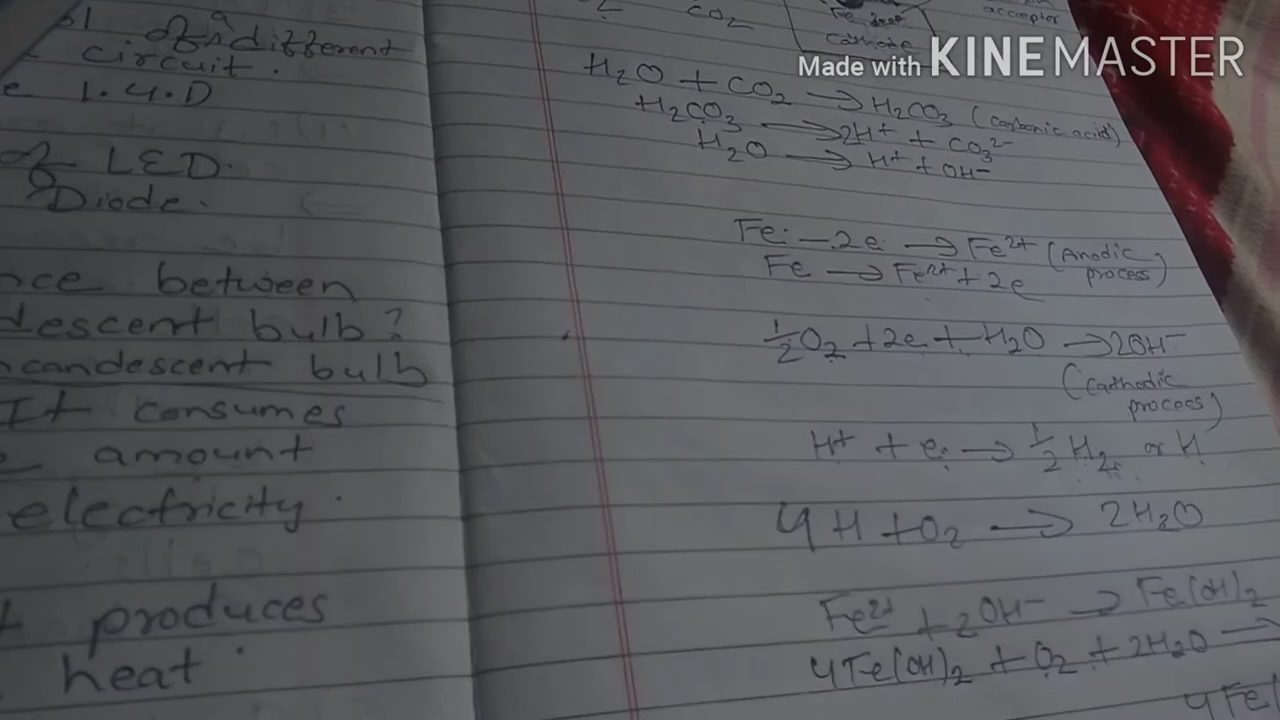 of a different
circuit.
1.4.D
of LED.
Diode.
between
descent bulb?
candescent bulb
It consumes
amount
electricity.
produces
heat.
CO2
cathode
acceptor
Made with KINEMASTER
H2O + CO2 → H2CO3 (carbonic acid)
H2CO3 → 2H+ + CO3 2-
H2O → H+ + OH-
Fe - 2e → Fe2+ (Anodic process)
Fe → Fe2+ + 2e
1/2 O2 + 2e + H2O → 2OH-
(Cathodic process)
H+ + e → 1/2 H2 or H
4H + O2 → 2H2O
Fe2+ + 2OH- → Fe(OH)2
4Fe(OH)2 + O2 + 2H2O →
4Fe(